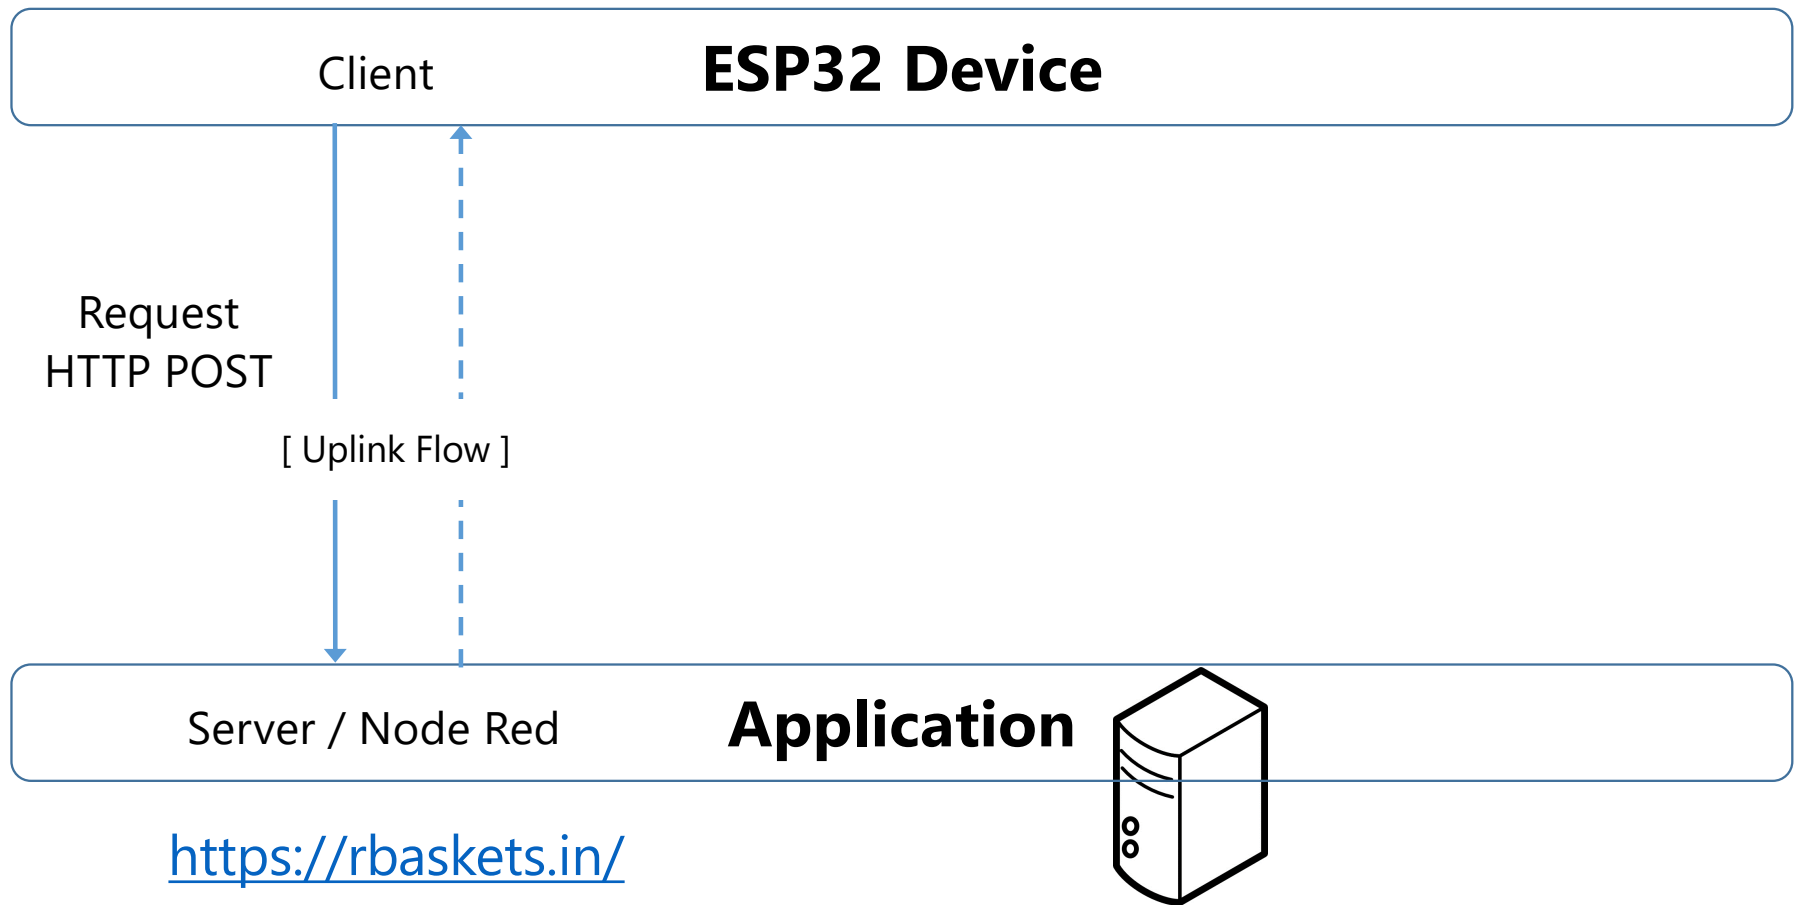 Client
ESP32 Device
Request
HTTP POST
[ Uplink Flow ]
Server / Node Red
Application
https://rbaskets.in/